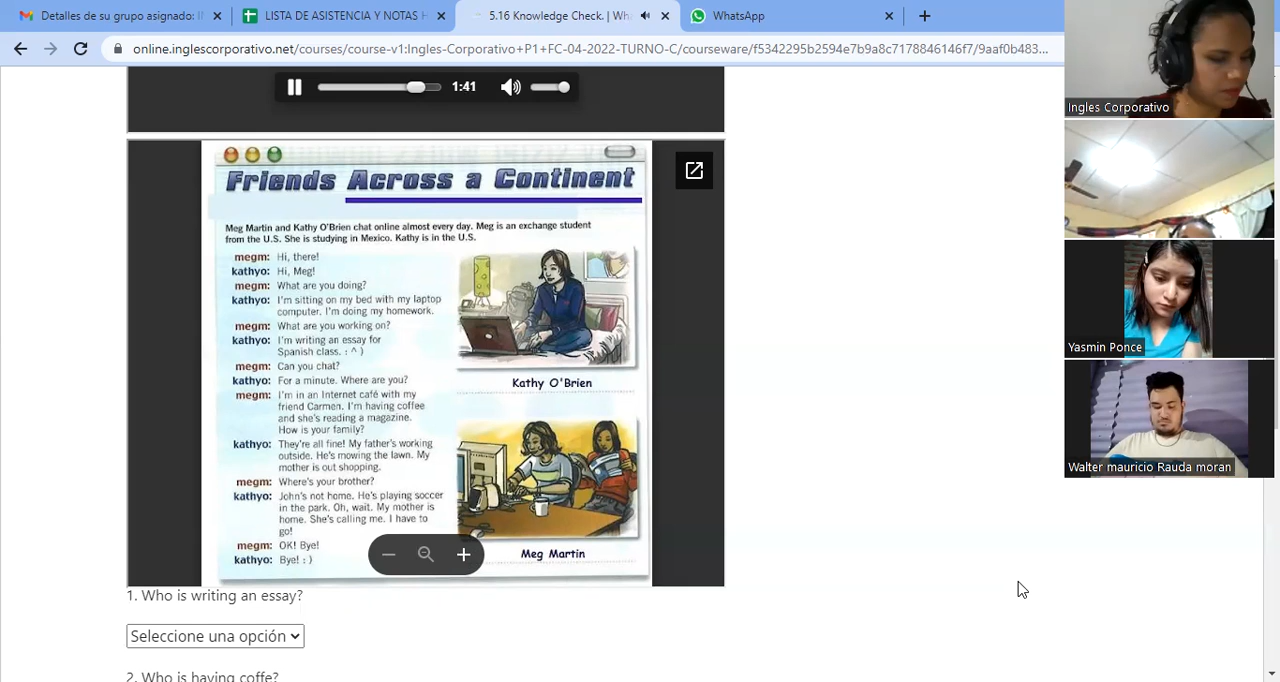 Detalles de su grupo asignado: I
LISTA DE ASISTENCIA Y NOTAS H
5.16 Knowledge Check. | Wh
WhatsApp
online.inglescorporativo.net/courses/course-v1:Ingles-Corporativo+P1+FC-04-2022-TURNO-C/courseware/f5342295b2594e7b9a8c7178846146f7/9aaf0b483...
1:41
Friends Across a Continent
Meg Martin and Kathy O'Brien chat online almost every day. Meg is an exchange student
from the U.S. She is studying in Mexico. Kathy is in the U.S.
megm: Hi, there!
kathyo: Hi, Meg!
megm: What are you doing?
kathyo: I'm sitting on my bed with my laptop
computer. I'm doing my homework.
megm: What are you working on?
kathyo: I'm writing an essay for
Spanish class. : ^ )
megm: Can you chat?
kathyo: For a minute. Where are you?
megm: I'm in an Internet café with my
friend Carmen. I'm having coffee
and she's reading a magazine.
How is your family?
kathyo: They're all fine! My father's working
outside. He's mowing the lawn. My
mother is out shopping.
megm: Where's your brother?
kathyo: John's not home. He's playing soccer
in the park. Oh, wait. My mother is
home. She's calling me. I have to
go!
megm: OK! Bye!
kathyo: Bye! : )
Kathy O'Brien
Meg Martin
1. Who is writing an essay?
Seleccione una opción
2. Who is having coffe?
Ingles Corporativo
Yasmin Ponce
Walter mauricio Rauda moran